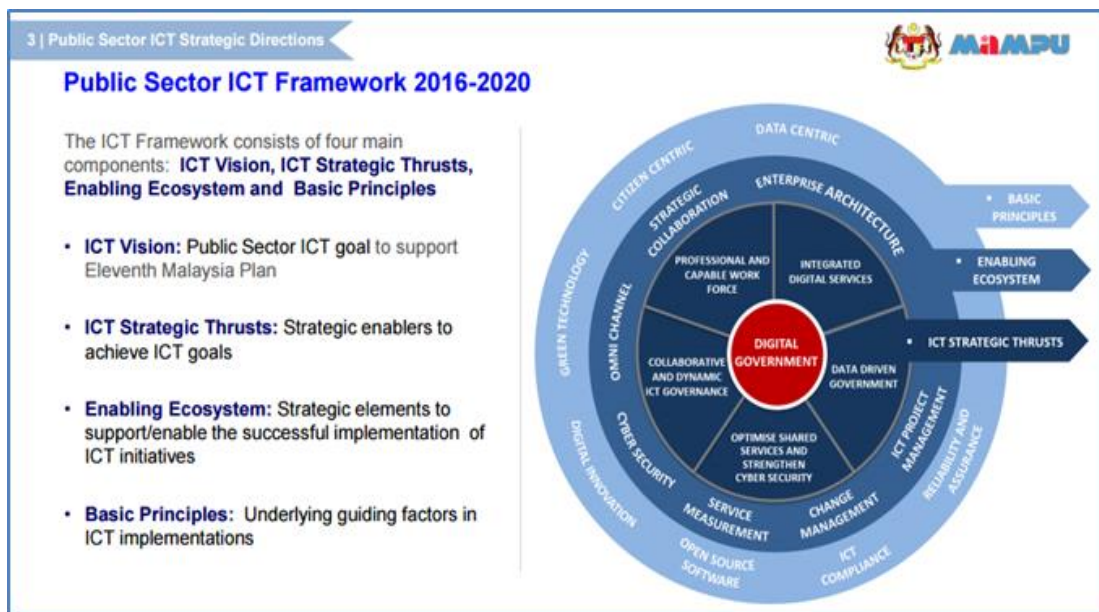 3 | Public Sector ICT Strategic Directions
MAMPU
Public Sector ICT Framework 2016-2020
The ICT Framework consists of four main
components: ICT Vision, ICT Strategic Thrusts,
Enabling Ecosystem and Basic Principles
• ICT Vision: Public Sector ICT goal to support
Eleventh Malaysia Plan
• ICT Strategic Thrusts: Strategic enablers to
achieve ICT goals
• Enabling Ecosystem: Strategic elements to
support/enable the successful implementation of
ICT initiatives
• Basic Principles: Underlying guiding factors in
ICT implementations
DATA CENTRIC
CITIZEN CENTRIC
GREEN TECHNOLOGY
DIGITAL INNOVATION
OPEN SOURCE
SOFTWARE
ICT
COMPLIANCE
RELIABILITY AND
ASSURANCE
ENTERPRISE ARCHITECTURE
STRATEGIC
COLLABORATION
OMNI CHANNEL
CYBER SECURITY
SERVICE
MEASUREMENT
CHANGE
MANAGEMENT
ICT PROJECT
MANAGEMENT
PROFESSIONAL AND
CAPABLE WORK
FORCE
INTEGRATED
DIGITAL SERVICES
COLLABORATIVE
AND DYNAMIC
ICT GOVERNANCE
DATA DRIVEN
GOVERNMENT
OPTIMISE SHARED
SERVICES AND
STRENGTHEN
CYBER SECURITY
DIGITAL
GOVERNMENT
▪ BASIC
PRINCIPLES
▪ ENABLING
ECOSYSTEM
▪ ICT STRATEGIC THRUSTS